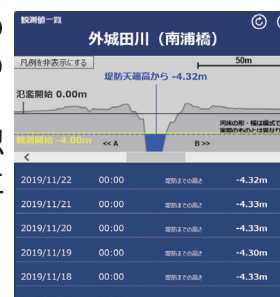 観測値一覧
外城田川（南浦橋）
凡例を非表示にする
50m
堤防天端高から -4.32m
氾濫開始 0.00m
河床の形・幅は模式で
実際のものとは異なり
観測開始 -4.00m
<< A
B >>
<
2019/11/22 00:00 堤防までの高さ -4.32m
2019/11/21 00:00 堤防までの高さ -4.33m
2019/11/20 00:00 堤防までの高さ -4.33m
2019/11/19 00:00 堤防までの高さ -4.30m
2019/11/18 00:00 堤防までの高さ -4.33m